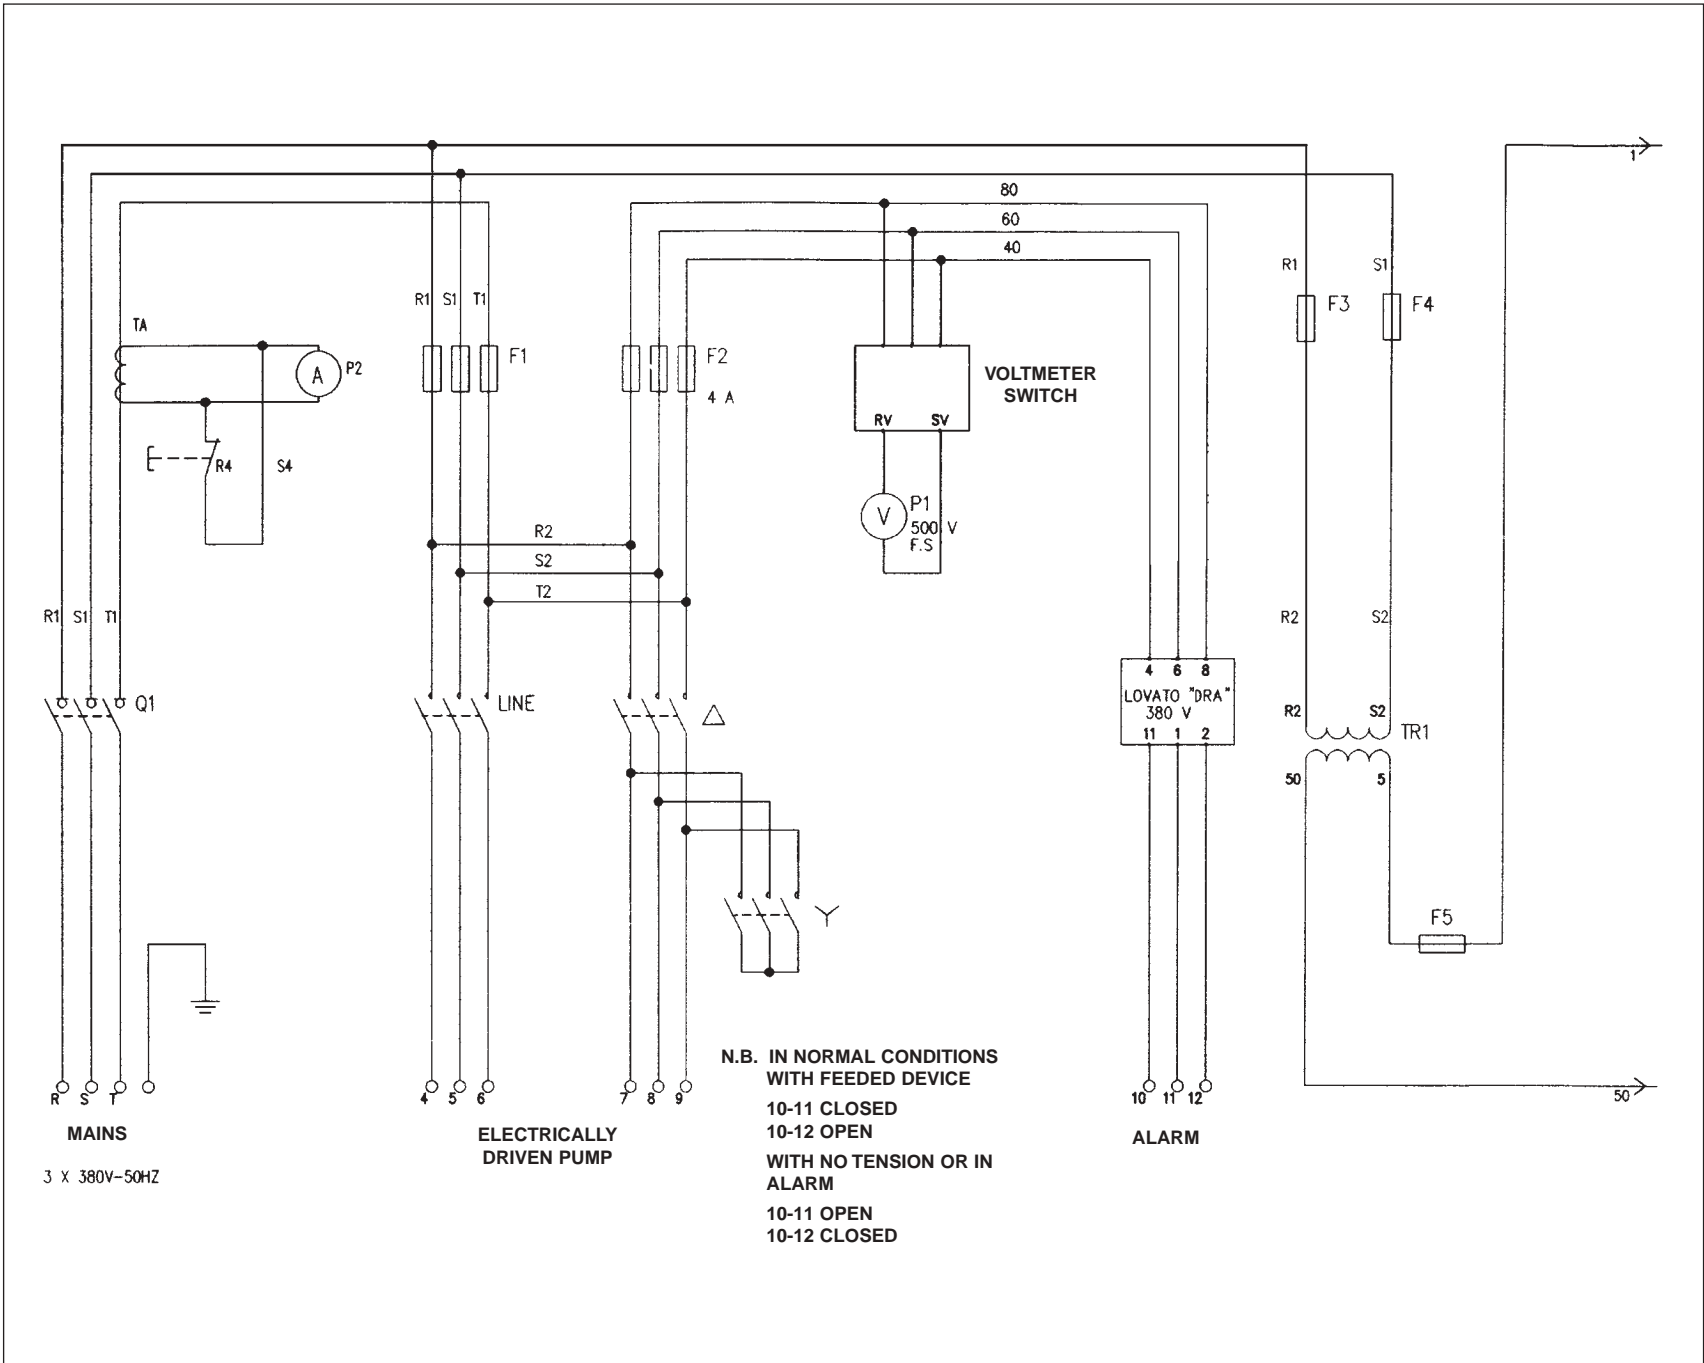 1
80
60
40
R1 S1
R1 S1 T1
F3 F4
TA
F1
F2
4 A
A
P2
VOLTMETER
SWITCH
RV SV
R4 S4
V
P1
500 V
F.S
R2
S2
T2
R1 S1 T1
R2 S2
4 6 8
LOVATO "DRA"
380 V
11 1 2
Q1
LINE
R2 S2
TR1
50 5
F5
R S T
4 5 6
7 8 9
10 11 12
50
MAINS
3 X 380V-50HZ
ELECTRICALLY
DRIVEN PUMP
N.B. IN NORMAL CONDITIONS
WITH FEEDED DEVICE
10-11 CLOSED
10-12 OPEN
WITH NO TENSION OR IN
ALARM
10-11 OPEN
10-12 CLOSED
ALARM